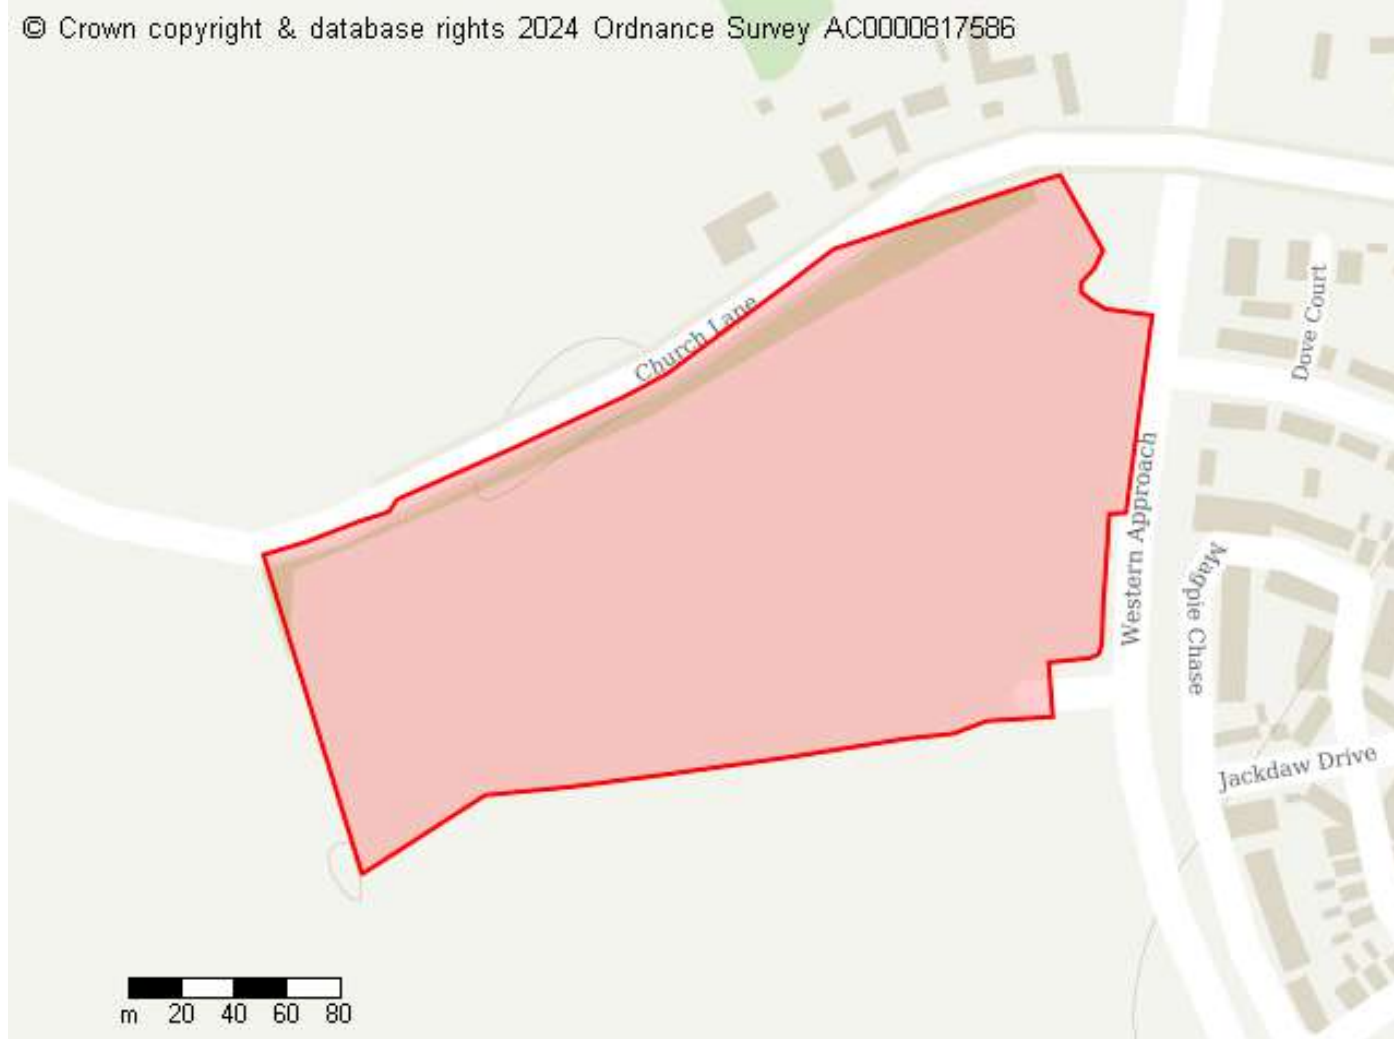 © Crown copyright & database rights 2024 Ordnance Survey AC0000817586
Church Lane
Dove Court
Western Approach
Magpie Chase
Jackdaw Drive
m 20 40 60 80